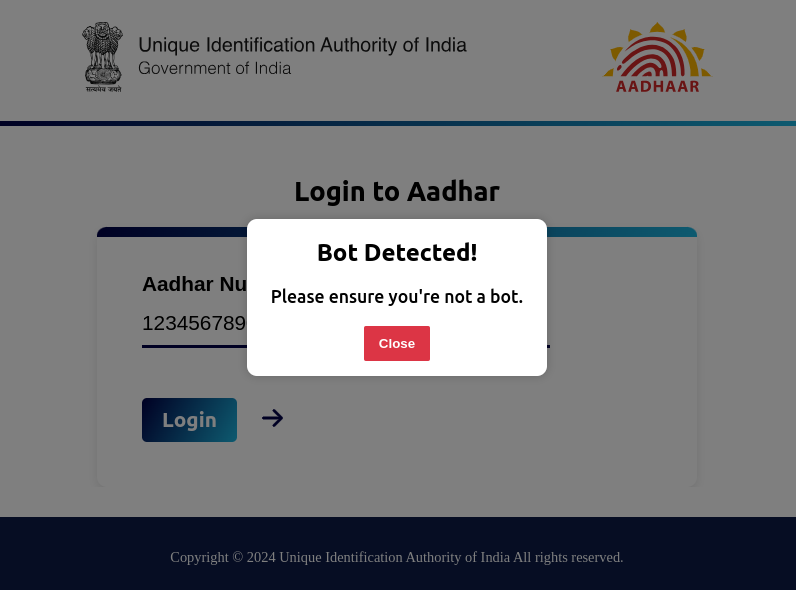 Unique Identification Authority of India
Government of India
सत्यमेव जयते
AADHAAR
Login to Aadhar
Bot Detected!
Please ensure you're not a bot.
Close
Aadhar Nu
123456789
Login
Copyright © 2024 Unique Identification Authority of India All rights reserved.